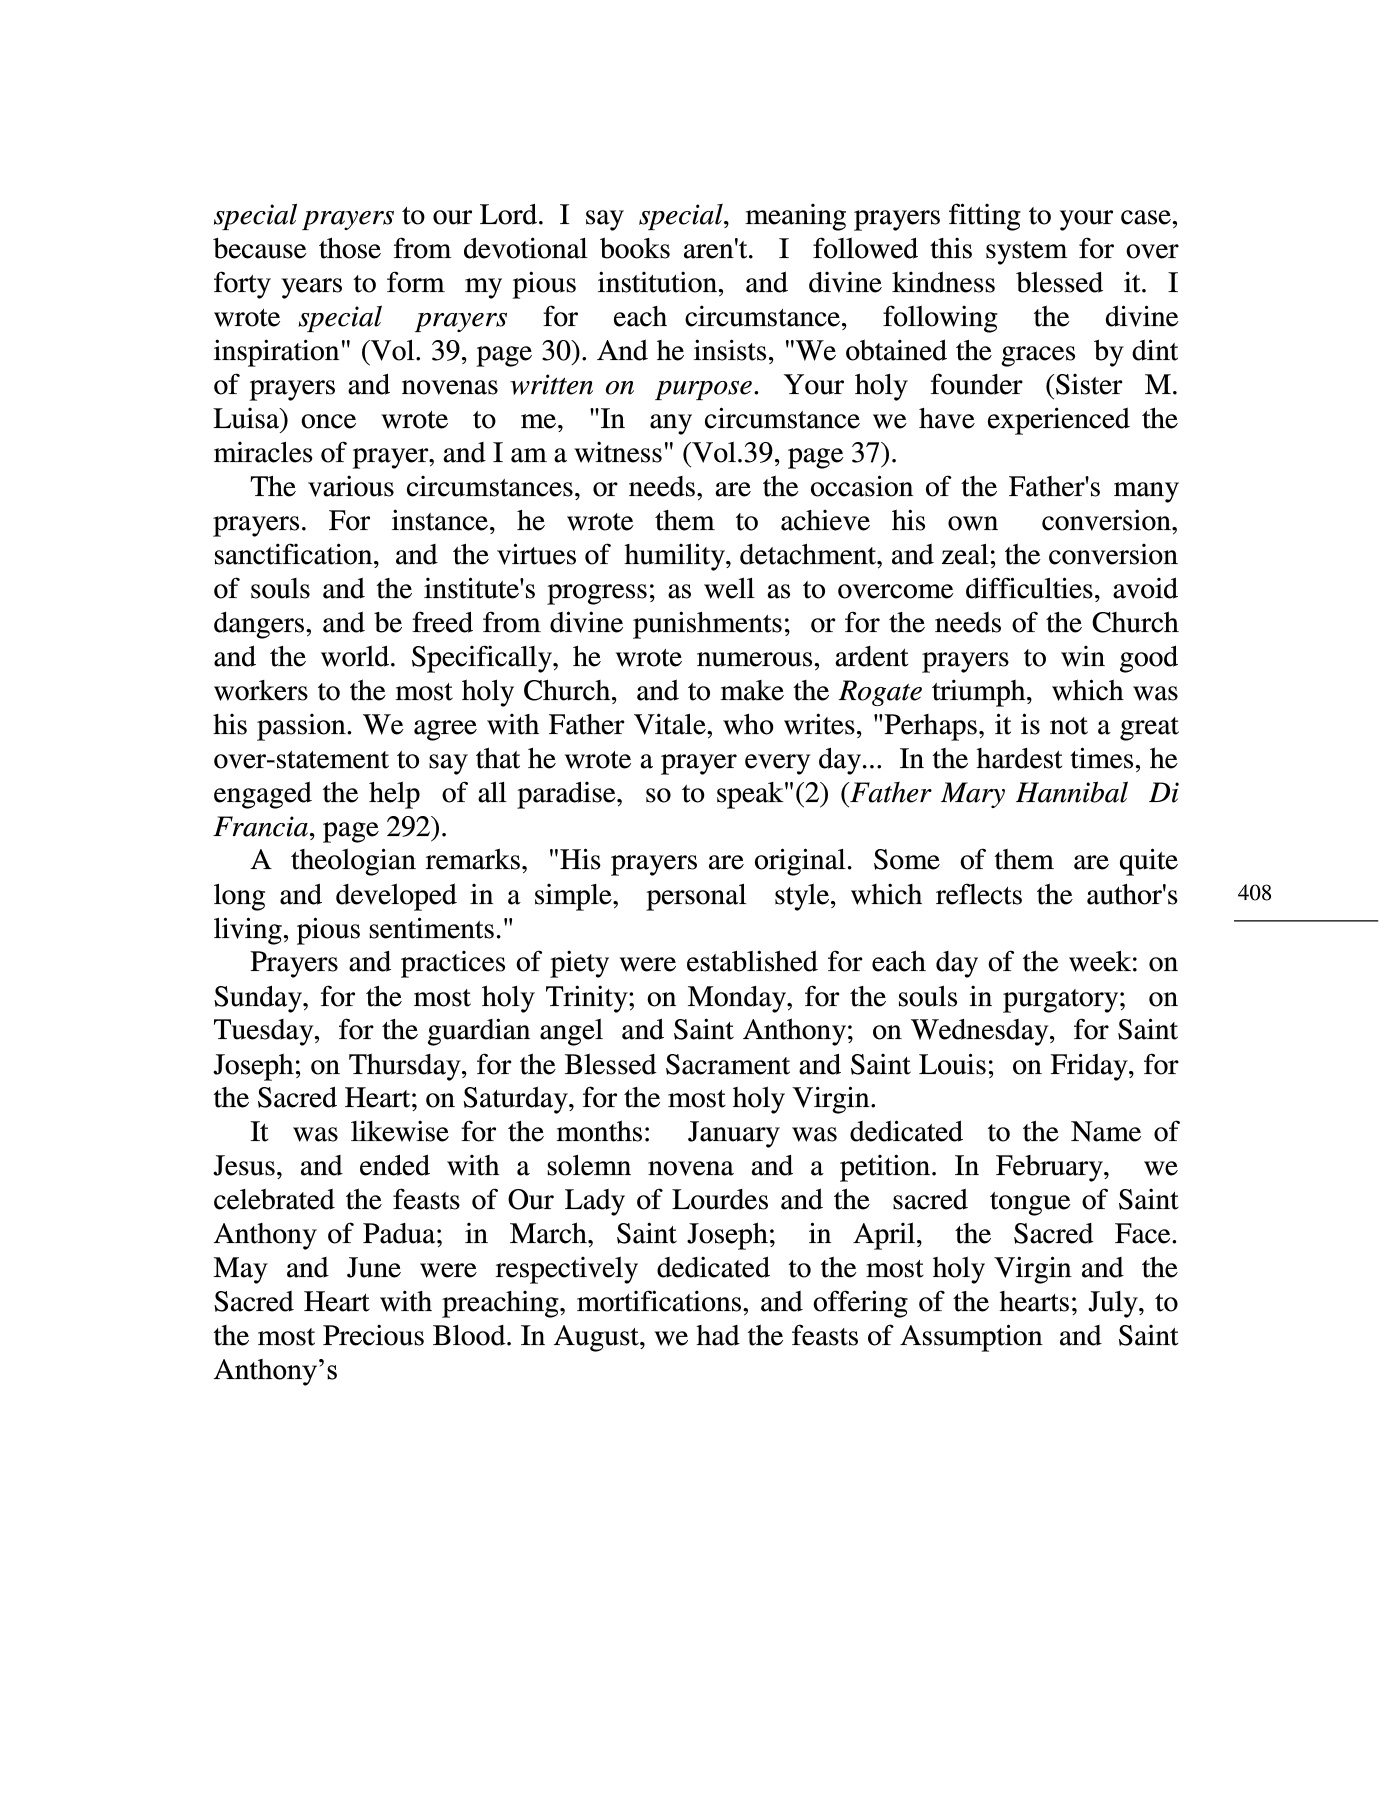 special prayers to our Lord. I say special, meaning prayers fitting to your case,
because those from devotional books aren't. I followed this system for over
forty years to form my pious institution, and divine kindness blessed it. I
wrote special prayers for each circumstance, following the divine
inspiration" (Vol. 39, page 30). And he insists, "We obtained the graces by dint
of prayers and novenas written on purpose. Your holy founder (Sister M.
Luisa) once wrote to me, "In any circumstance we have experienced the
miracles of prayer, and I am a witness" (Vol.39, page 37).
The various circumstances, or needs, are the occasion of the Father's many
prayers. For instance, he wrote them to achieve his own conversion,
sanctification, and the virtues of humility, detachment, and zeal; the conversion
of souls and the institute's progress; as well as to overcome difficulties, avoid
dangers, and be freed from divine punishments; or for the needs of the Church
and the world. Specifically, he wrote numerous, ardent prayers to win good
workers to the most holy Church, and to make the Rogate triumph, which was
his passion. We agree with Father Vitale, who writes, "Perhaps, it is not a great
over-statement to say that he wrote a prayer every day... In the hardest times, he
engaged the help of all paradise, so to speak"(2) (Father Mary Hannibal Di
Francia, page 292).
A theologian remarks, "His prayers are original. Some of them are quite
long and developed in a simple, personal style, which reflects the author's
living, pious sentiments."
Prayers and practices of piety were established for each day of the week: on
Sunday, for the most holy Trinity; on Monday, for the souls in purgatory; on
Tuesday, for the guardian angel and Saint Anthony; on Wednesday, for Saint
Joseph; on Thursday, for the Blessed Sacrament and Saint Louis; on Friday, for
the Sacred Heart; on Saturday, for the most holy Virgin.
It was likewise for the months: January was dedicated to the Name of
Jesus, and ended with a solemn novena and a petition. In February, we
celebrated the feasts of Our Lady of Lourdes and the sacred tongue of Saint
Anthony of Padua; in March, Saint Joseph; in April, the Sacred Face.
May and June were respectively dedicated to the most holy Virgin and the
Sacred Heart with preaching, mortifications, and offering of the hearts; July, to
the most Precious Blood. In August, we had the feasts of Assumption and Saint
Anthony’s
408